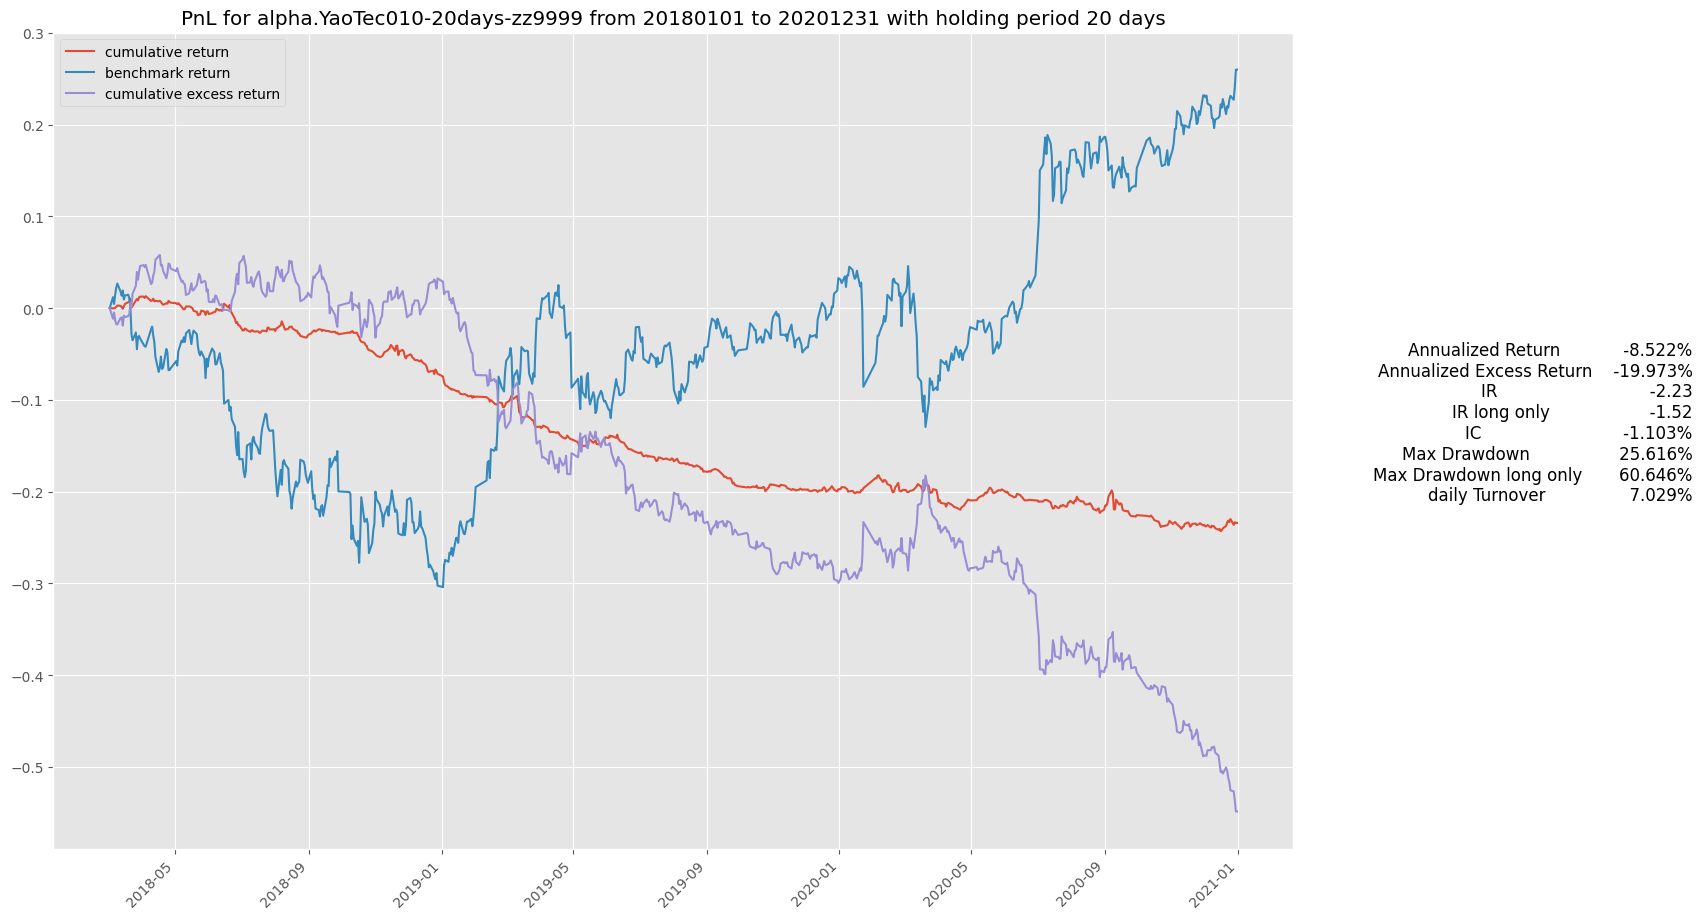 PnL for alpha.YaoTec010-20days-zz9999 from 20180101 to 20201231 with holding period 20 days
cumulative return
benchmark return
cumulative excess return
0.3
0.2
0.1
0.0
−0.1
−0.2
−0.3
−0.4
−0.5
2018-05
2018-09
2019-01
2019-05
2019-09
2020-01
2020-05
2020-09
2021-01
Annualized Return -8.522%
Annualized Excess Return -19.973%
IR -2.23
IR long only -1.52
IC -1.103%
Max Drawdown 25.616%
Max Drawdown long only 60.646%
daily Turnover 7.029%